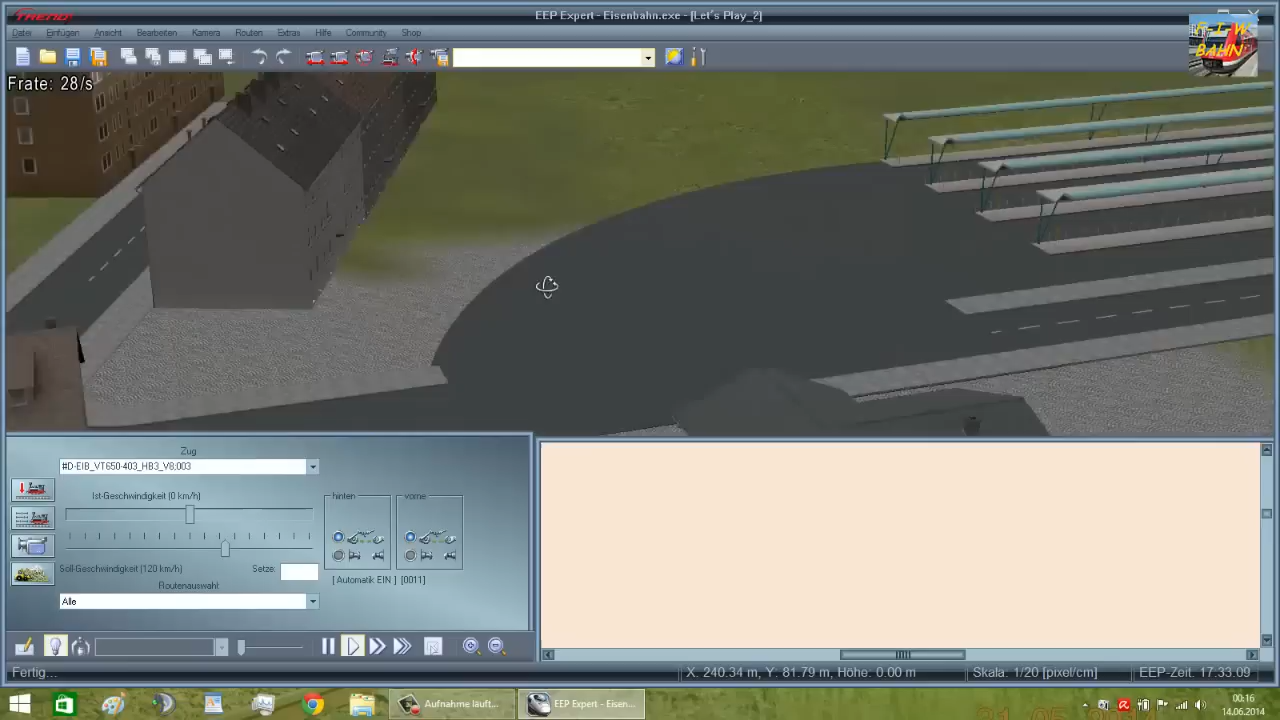 TREND
EEP Expert - Eisenbahn.exe - [Let's Play_2]
F-T-W
BAHN
Datei Einfügen Ansicht Bearbeiten Kamera Routen Extras Hilfe Community Shop
Frate: 28/s
Zug
#D-EIB_VT650-403_HB3_V8;003
Ist-Geschwindigkeit (0 km/h)
hinten
vorne
Soll-Geschwindigkeit (120 km/h)
Setze:
[ Automatik EIN ] [0011]
Routenauswahl
Alle
Fertig...
X: 240.34 m, Y: 81.79 m, Höhe: 0.00 m
Skala: 1/20 [pixel/cm]
EEP-Zeit: 17:33.09
Aufnahme läuft...
EEP Expert - Eisen...
00:16
14.06.2014